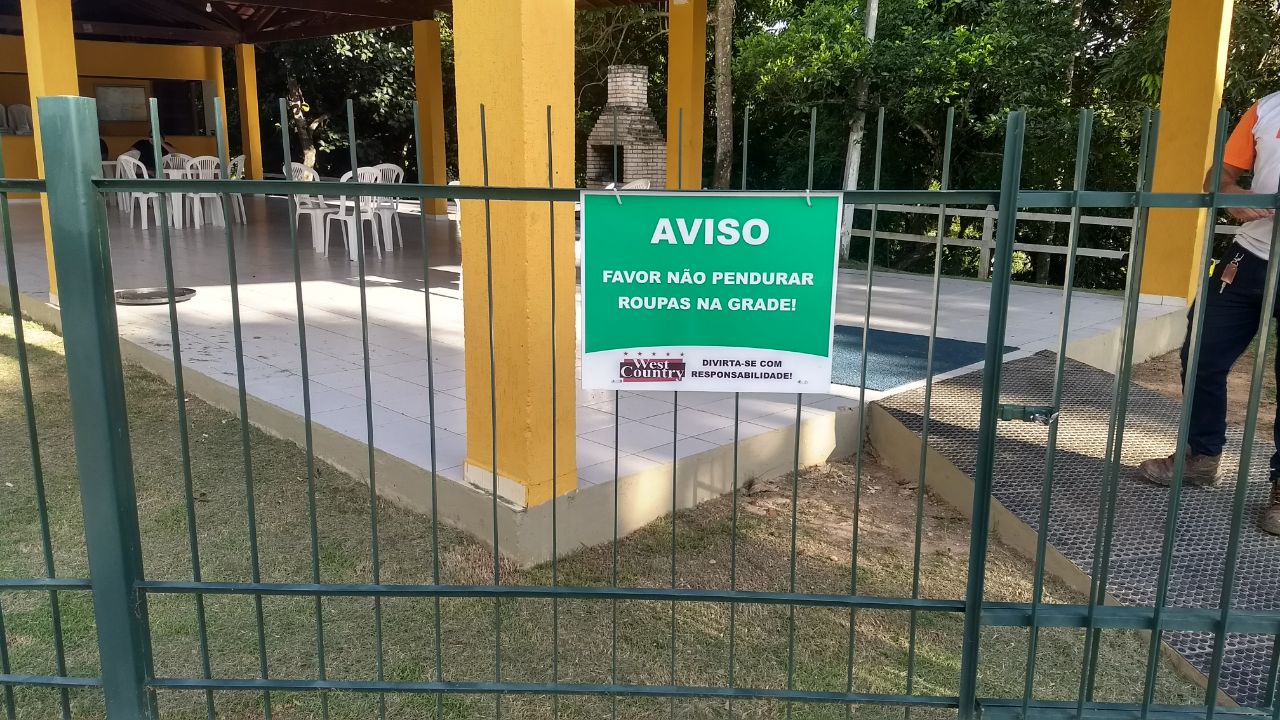 AVISO
FAVOR NÃO PENDURAR
ROUPAS NA GRADE!
West
Country
DIVIRTA-SE COM
RESPONSABILIDADE!